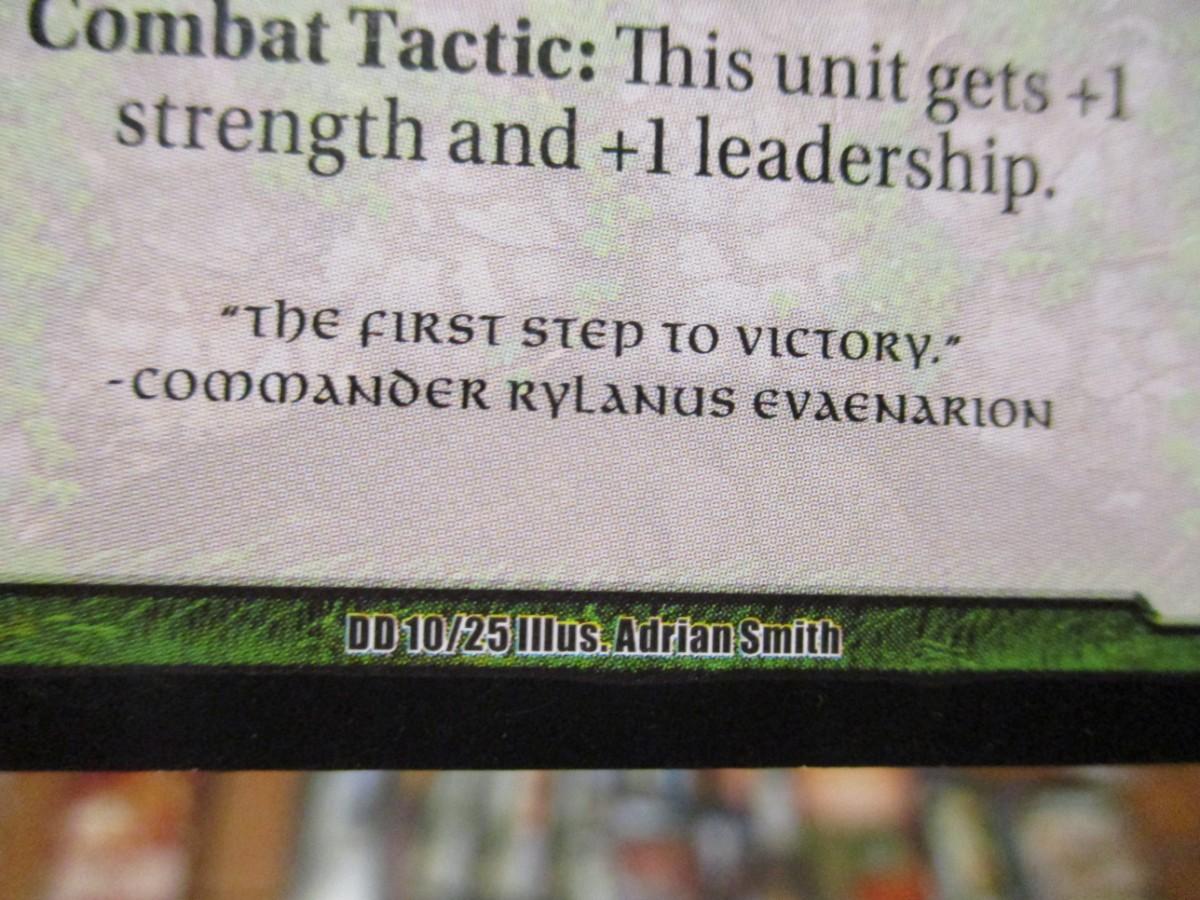 Combat Tactic: This unit gets +1
strength and +1 leadership.
"The first step to victory."
-Commander Rylanus Evaenarion
DD 10/25 Illus. Adrian Smith